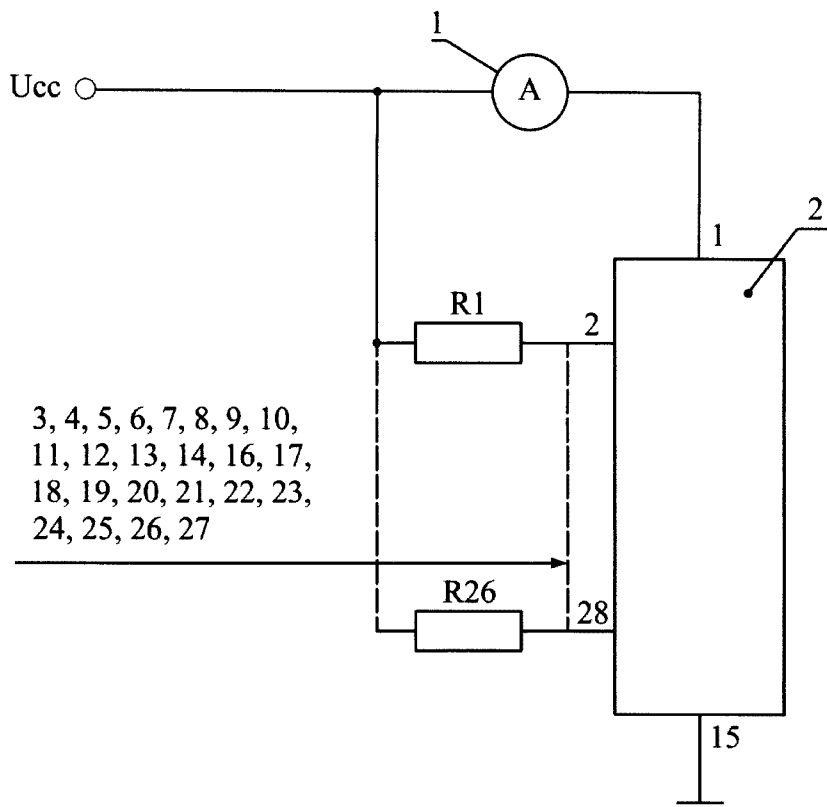 1
Ucc
A
1
2
R1
2
3, 4, 5, 6, 7, 8, 9, 10,
11, 12, 13, 14, 16, 17,
18, 19, 20, 21, 22, 23,
24, 25, 26, 27
R26
28
15